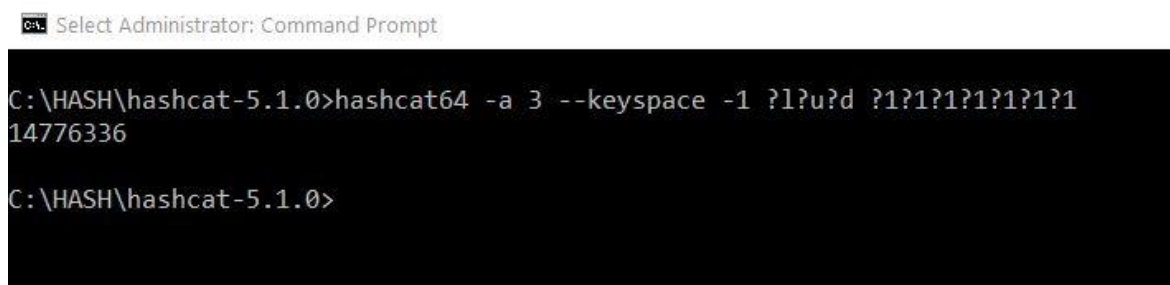 Select Administrator: Command Prompt
C:\HASH\hashcat-5.1.0>hashcat64 -a 3 --keyspace -1 ?l?u?d ?1?1?1?1?1?1?1
14776336
C:\HASH\hashcat-5.1.0>